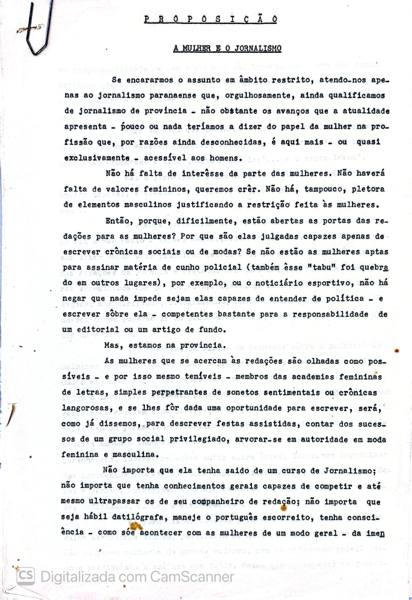 P R O P O S I Ç Ã O
A MULHER E O JORNALISMO
Se encararmos o assunto em âmbito restrito, atendo-nos ape-
nas ao jornalismo paranaense que, orgulhosamente, ainda qualificamos
de jornalismo de província - não obstante os avanços que a atualidade
apresenta - pouco ou nada teríamos a dizer do papel da mulher na pro-
fissão que, por razões ainda desconhecidas, é aqui mais - ou quasi
exclusivamente - acessível aos homens.
Não há falta de interêsse da parte das mulheres. Não haverá
falta de valores femininos, queremos crêr. Não há, tampouco, pletora
de elementos masculinos justificando a restrição feita às mulheres.
Então, porque, dificilmente, estão abertas as portas das re-
dações para as mulheres? Por que são elas julgadas capazes apenas de
escrever crônicas sociais ou de modas? Se não estão as mulheres aptas
para assinar matéria de cunho policial (também êsse "tabu" foi quebra
do em outros lugares), por exemplo, ou o noticiário esportivo, não há
negar que nada impede sejam elas capazes de entender de política - e
escrever sôbre ela - competentes bastante para a responsabilidade de
um editorial ou um artigo de fundo.
Mas, estamos na província.
As mulheres que se acercam às redações são olhadas como pos-
síveis - e por isso mesmo teníveis - membros das academias femininas
de letras, simples perpetrantes de sonetos sentimentais ou crônicas
langorosas, e se lhes fôr dada uma oportunidade para escrever, será,
como já dissemos, para descrever festas assistidas, contar dos suces-
sos de um grupo social privilegiado, arvorar-se em autoridade em moda
feminina e masculina.
Não importa que ela tenha saído de um curso de Jornalismo;
não importa que tenha conhecimentos gerais capazes de competir e até
mesmo ultrapassar os de seu companheiro de redação; não importa que
seja hábil datilógrafa, maneje o português escorreito, tenha consci-
ência - como sóe acontecer com as mulheres de um modo geral - da imen
CS Digitalizada com CamScanner